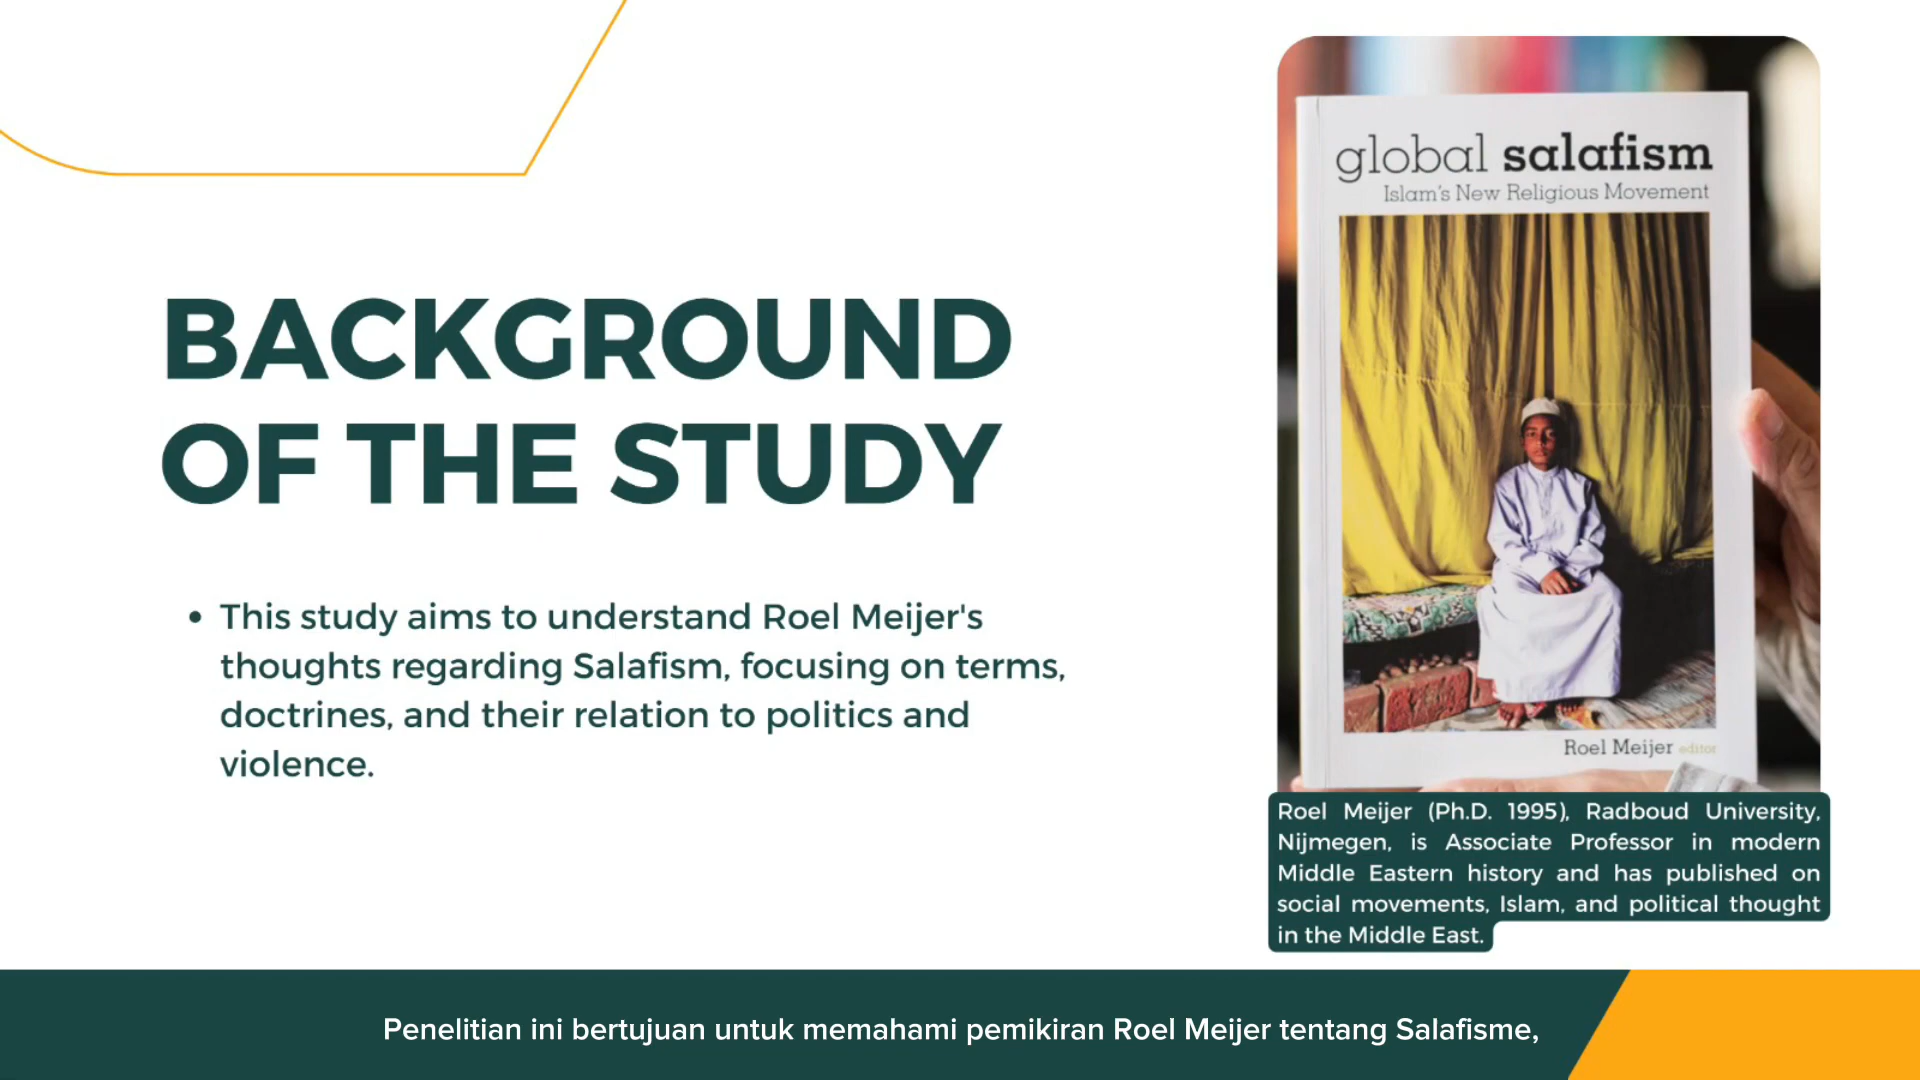 BACKGROUND
OF THE STUDY
• This study aims to understand Roel Meijer's
thoughts regarding Salafism, focusing on terms,
doctrines, and their relation to politics and
violence.
global salafism
Islam's New Religious Movement
Roel Meijer editor
Roel Meijer (Ph.D. 1995), Radboud University,
Nijmegen, is Associate Professor in modern
Middle Eastern history and has published on
social movements, Islam, and political thought
in the Middle East.
Penelitian ini bertujuan untuk memahami pemikiran Roel Meijer tentang Salafisme,